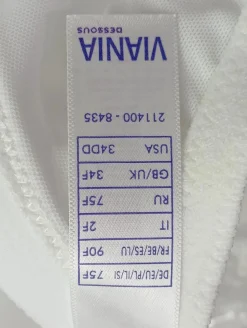 DE/EU/PL/IL/SI 75F
FR/BE/ES/LU 90F
IT 2F
RU 75F
GB/UK 34F
USA 34DD
211400 - 8435
VIANIA
DESSOUS